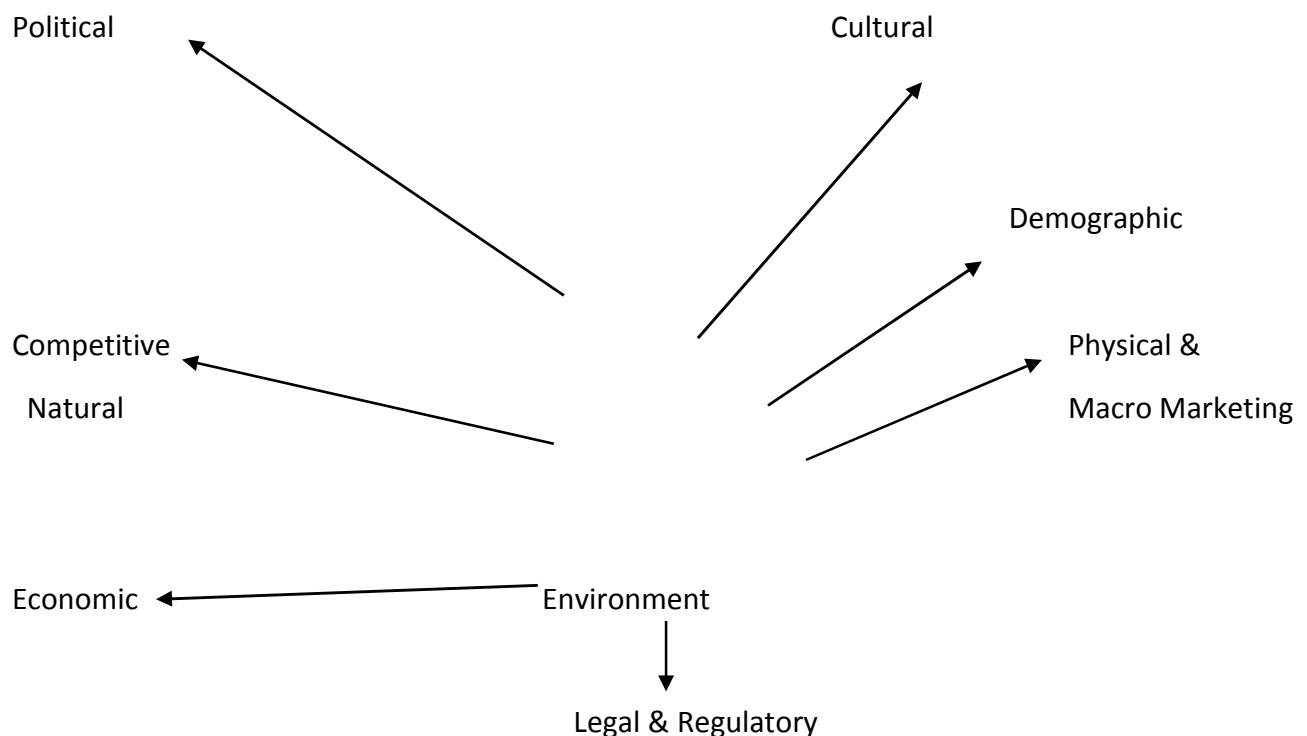 Political
Cultural
Demographic
Competitive
Physical &
Natural
Macro Marketing
Economic
Environment
Legal & Regulatory